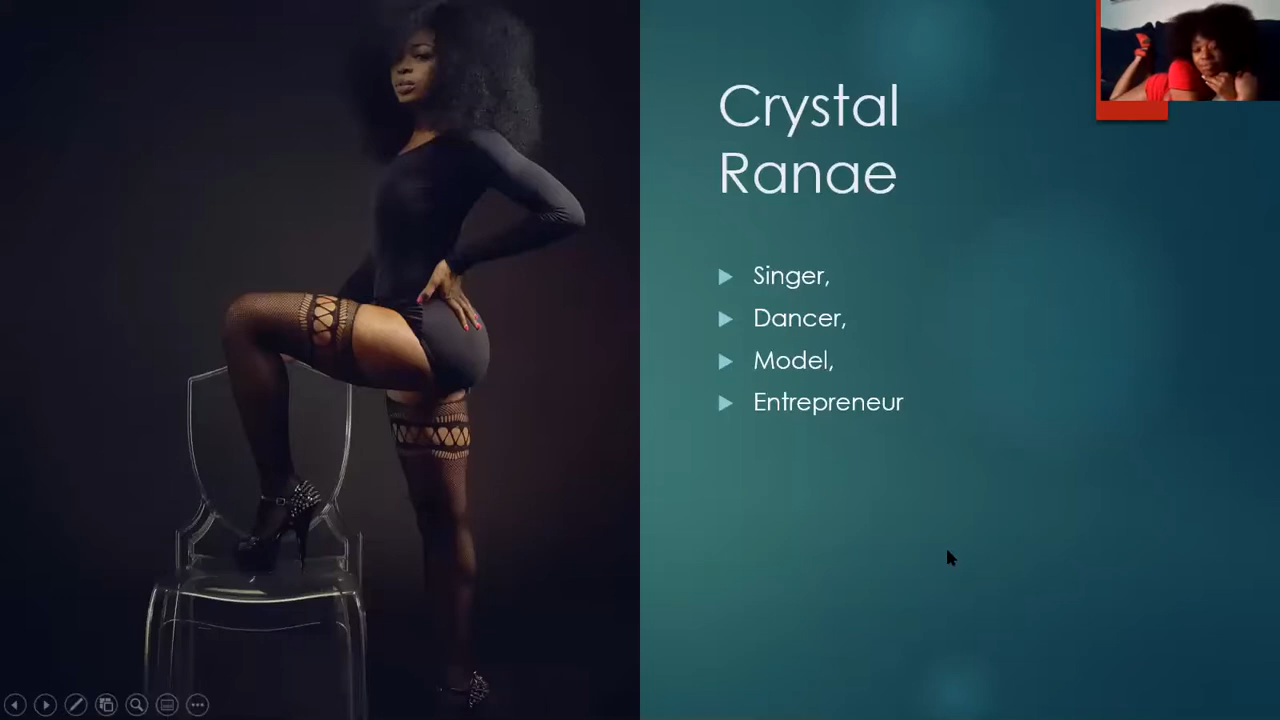 Crystal
Ranae
Singer,
Dancer,
Model,
Entrepreneur